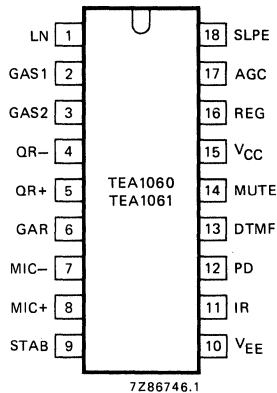 LN 1 18 SLPE
GAS1 2 17 AGC
GAS2 3 16 REG
QR− 4 15 VCC
QR+ 5 TEA1060 14 MUTE
TEA1061
GAR 6 13 DTMF
MIC− 7 12 PD
MIC+ 8 11 IR
STAB 9 10 VEE
7Z86746.1